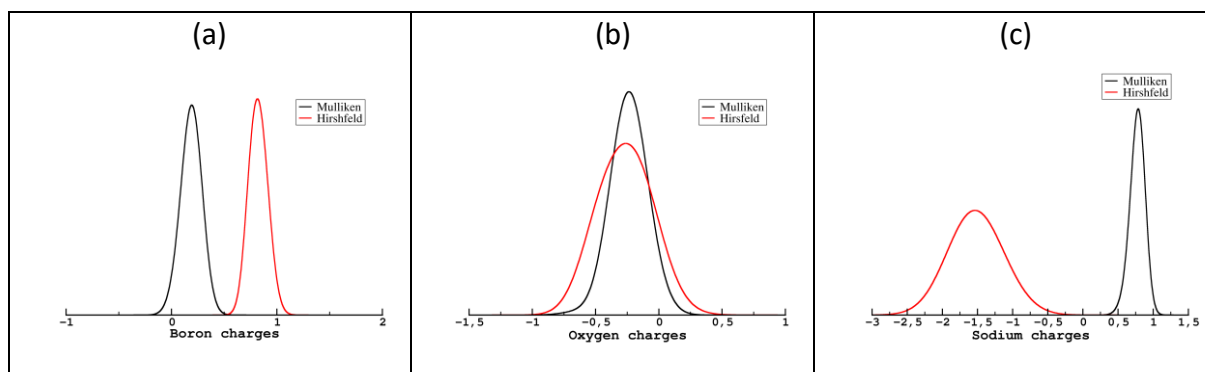 (a)
Mulliken
Hirshfeld
-1
0
1
2
Boron charges
(b)
Mulliken
Hirsfeld
-1,5
-1
-0,5
0
0,5
1
Oxygen charges
(c)
Mulliken
Hirshfeld
-3
-2,5
-2
-1,5
-1
-0,5
0
0,5
1
1,5
Sodium charges